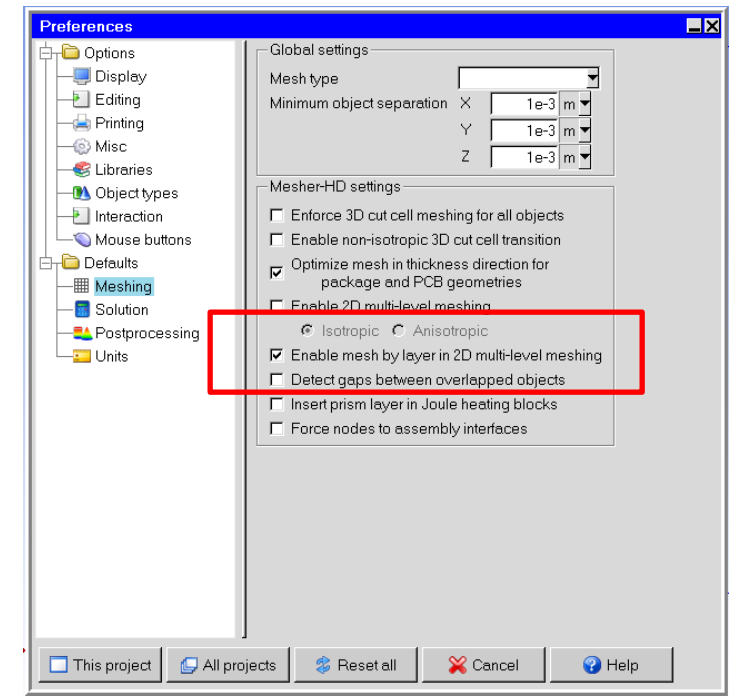 Preferences
Options
Display
Editing
Printing
Misc
Libraries
Object types
Interaction
Mouse buttons
Defaults
Meshing
Solution
Postprocessing
Units
Global settings
Mesh type
Minimum object separation X 1e-3 m
Y 1e-3 m
Z 1e-3 m
Mesher-HD settings
Enforce 3D cut cell meshing for all objects
Enable non-isotropic 3D cut cell transition
Optimize mesh in thickness direction for
package and PCB geometries
Enable 2D multi-level meshing
Isotropic Anisotropic
Enable mesh by layer in 2D multi-level meshing
Detect gaps between overlapped objects
Insert prism layer in Joule heating blocks
Force nodes to assembly interfaces
This project All projects Reset all Cancel Help